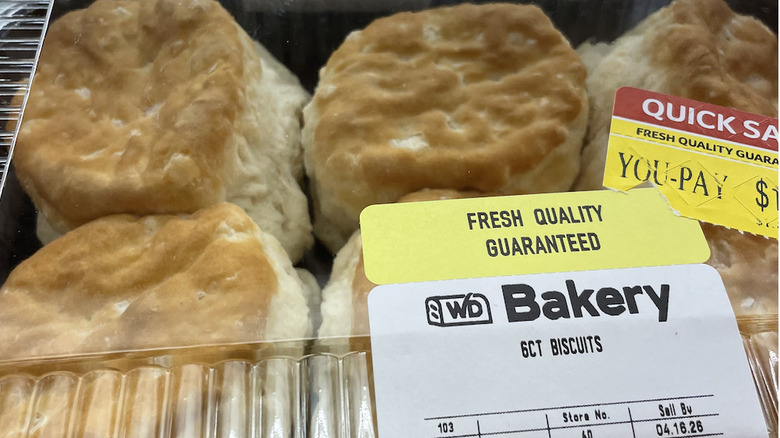 QUICK SA
FRESH QUALITY GUARA
YOU-PAY $
FRESH QUALITY
GUARANTEED
WD Bakery
6CT BISCUITS
Store No. Sell By
103 60 04.16.26